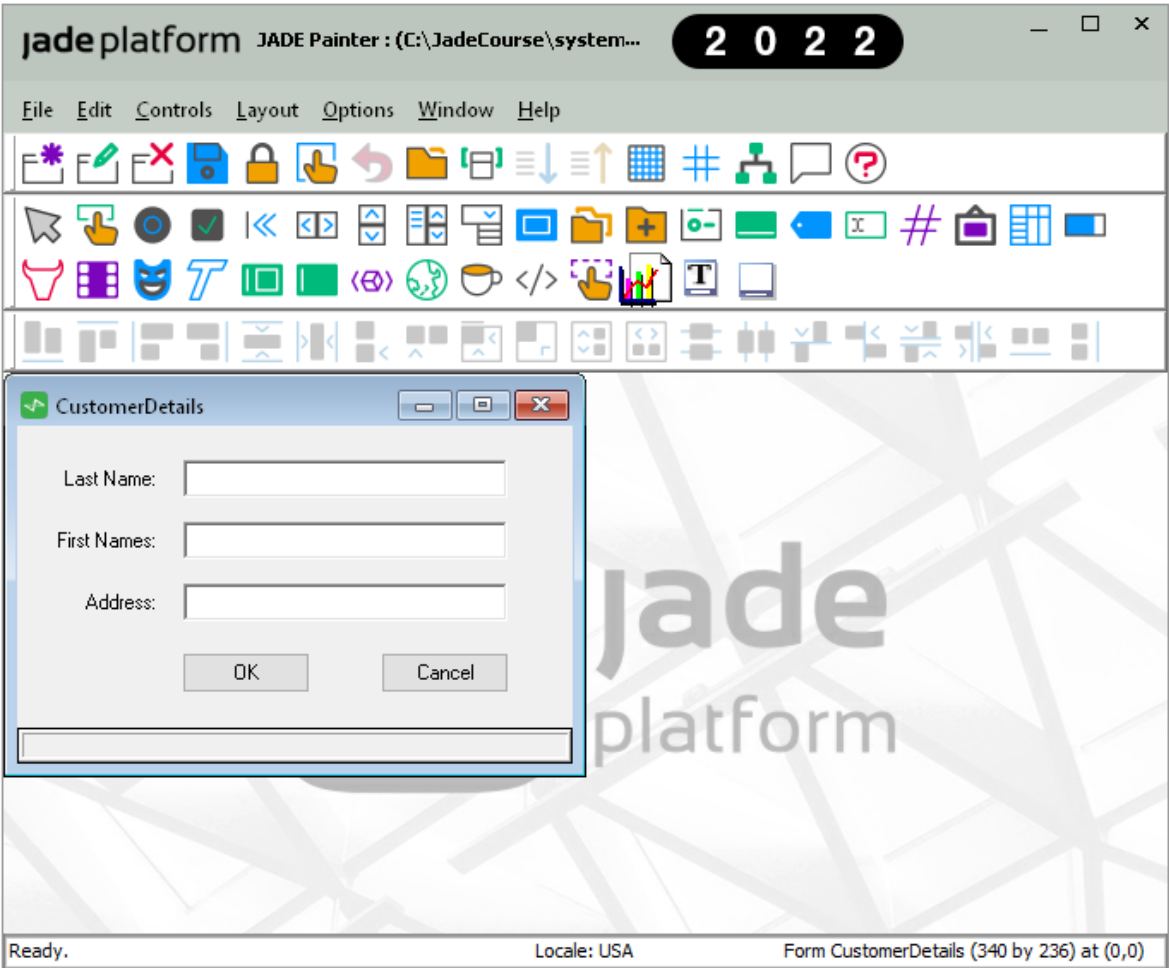 jade platform JADE Painter : (C:\JadeCourse\system... 2 0 2 2
File Edit Controls Layout Options Window Help
CustomerDetails
Last Name:
First Names:
Address:
OK Cancel
jade
platform
Ready. Locale: USA Form CustomerDetails (340 by 236) at (0,0)